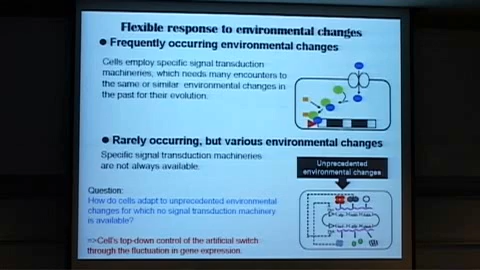 Flexible response to environmental changes
● Frequently occurring environmental changes
Cells employ specific signal transduction
machineries, which needs many encounters to
the same or similar environmental changes in
the past for their evolution.
● Rarely occurring, but various environmental changes
Specific signal transduction machineries
are not always available.
Unprecedented
environmental changes
Question:
How do cells adapt to unprecedented environmental
changes for which no signal transduction machinery
is available?
=>Cell's top-down control of the artificial switch
through the fluctuation in gene expression.